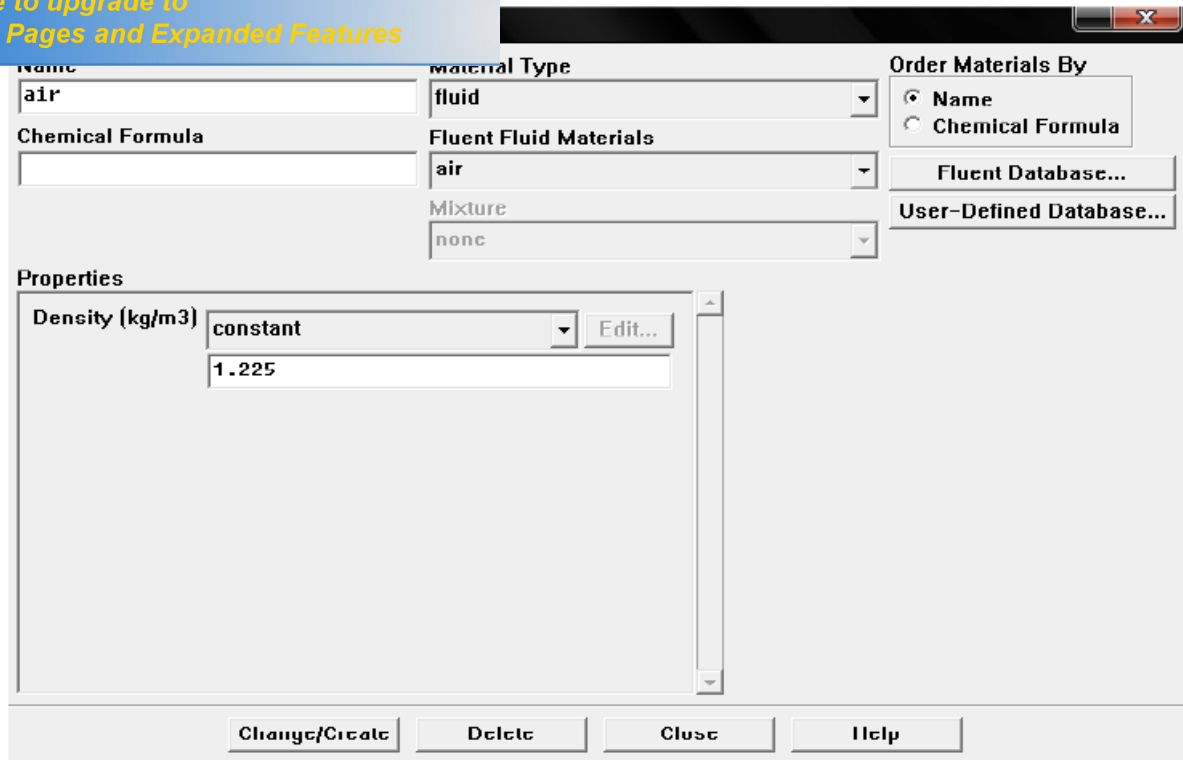 e to upgrade to
Pages and Expanded Features
Name
air
Chemical Formula
Material Type
fluid
Fluent Fluid Materials
air
Mixture
none
Order Materials By
Name
Chemical Formula
Fluent Database...
User-Defined Database...
Properties
Density (kg/m3)
constant
Edit...
1.225
Change/Create
Delete
Close
Help